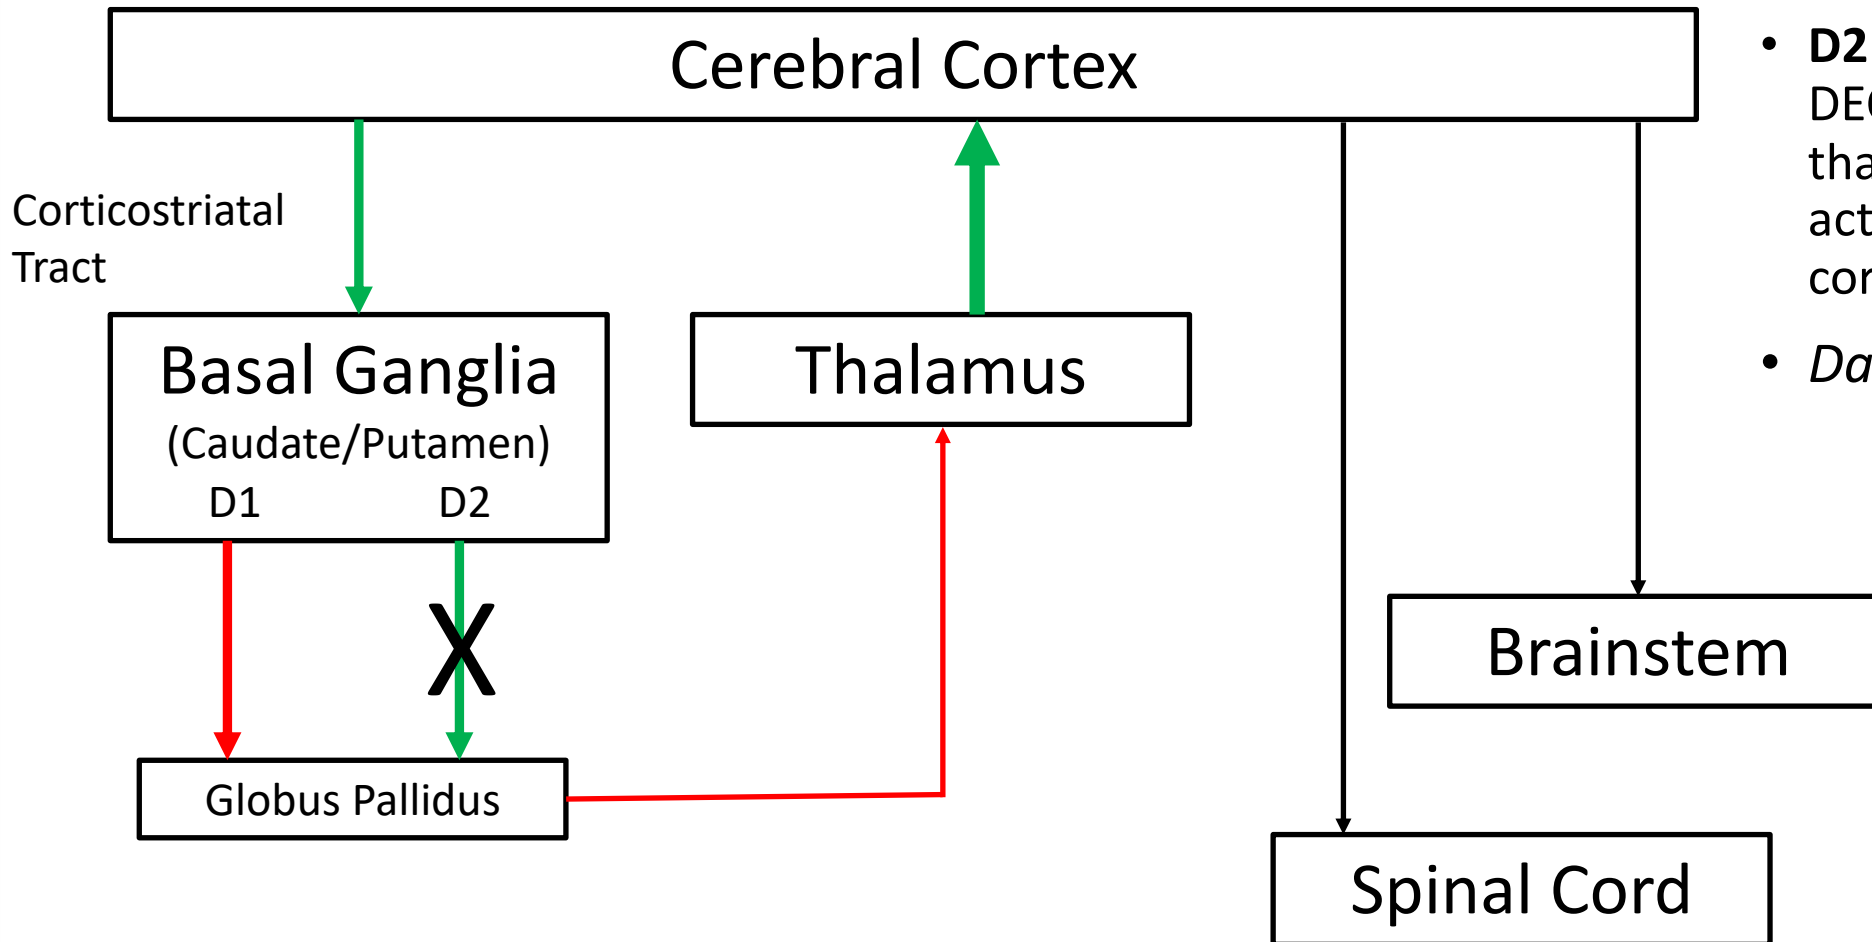 Cerebral Cortex
Corticostriatal
Tract
Basal Ganglia
(Caudate/Putamen)
D1 D2
X
Globus Pallidus
Thalamus
Brainstem
Spinal Cord
• D2
•